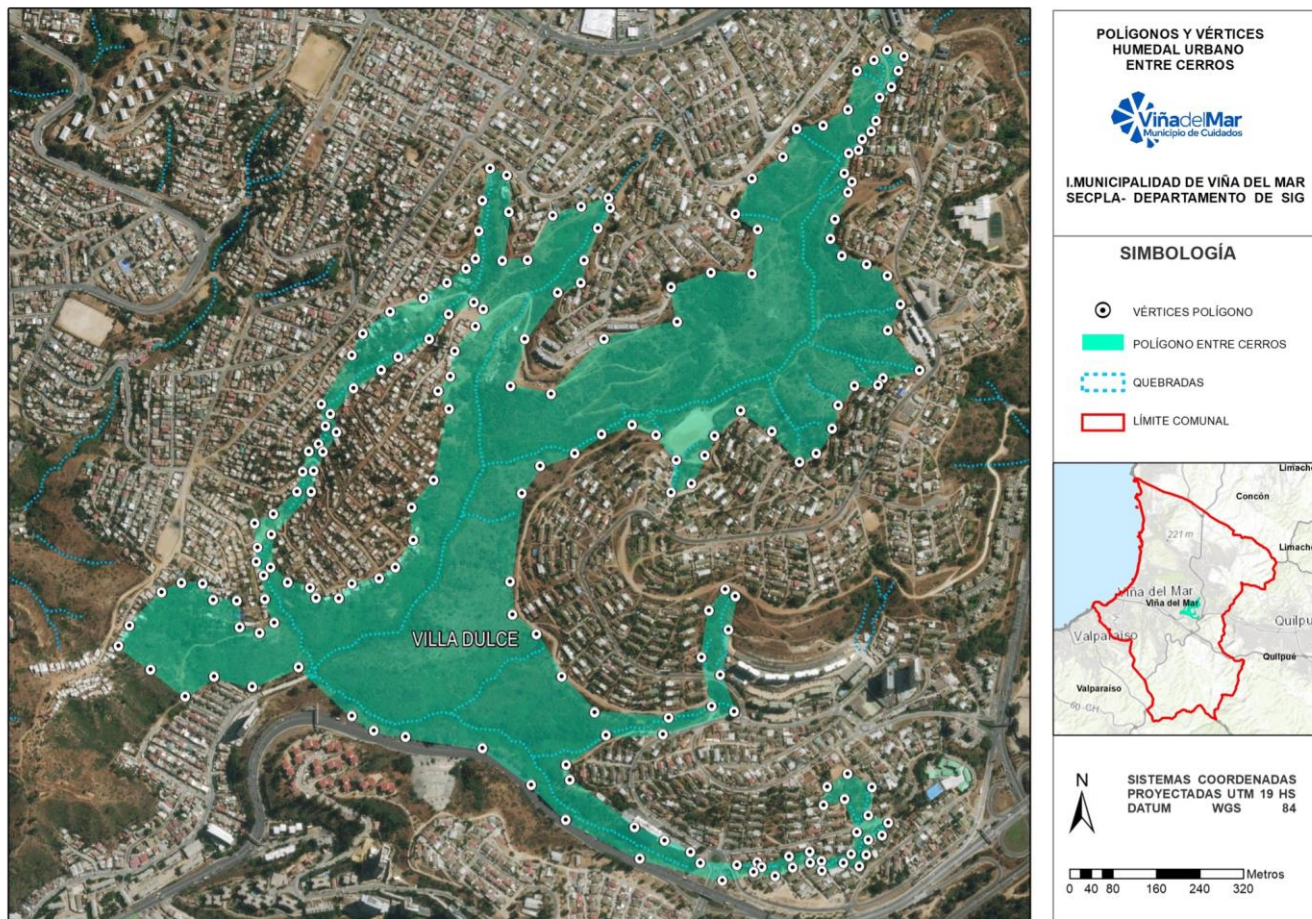 POLÍGONOS Y VÉRTICES
HUMEDAL URBANO
ENTRE CERROS
ViñadelMar
Municipio de Cuidados
I.MUNICIPALIDAD DE VIÑA DEL MAR
SECPLA- DEPARTAMENTO DE SIG
SIMBOLOGÍA
VÉRTICES POLÍGONO
POLÍGONO ENTRE CERROS
QUEBRADAS
LÍMITE COMUNAL
VILLA DULCE
Limache
Concón
221 m
Limache
Viña del Mar
Viña del Mar
Quilpué
Valparaíso
Quilpué
Valparaíso
60-CH
N
SISTEMAS COORDENADAS
PROYECTADAS UTM 19 HS
DATUM WGS 84
0 40 80 160 240 320 Metros